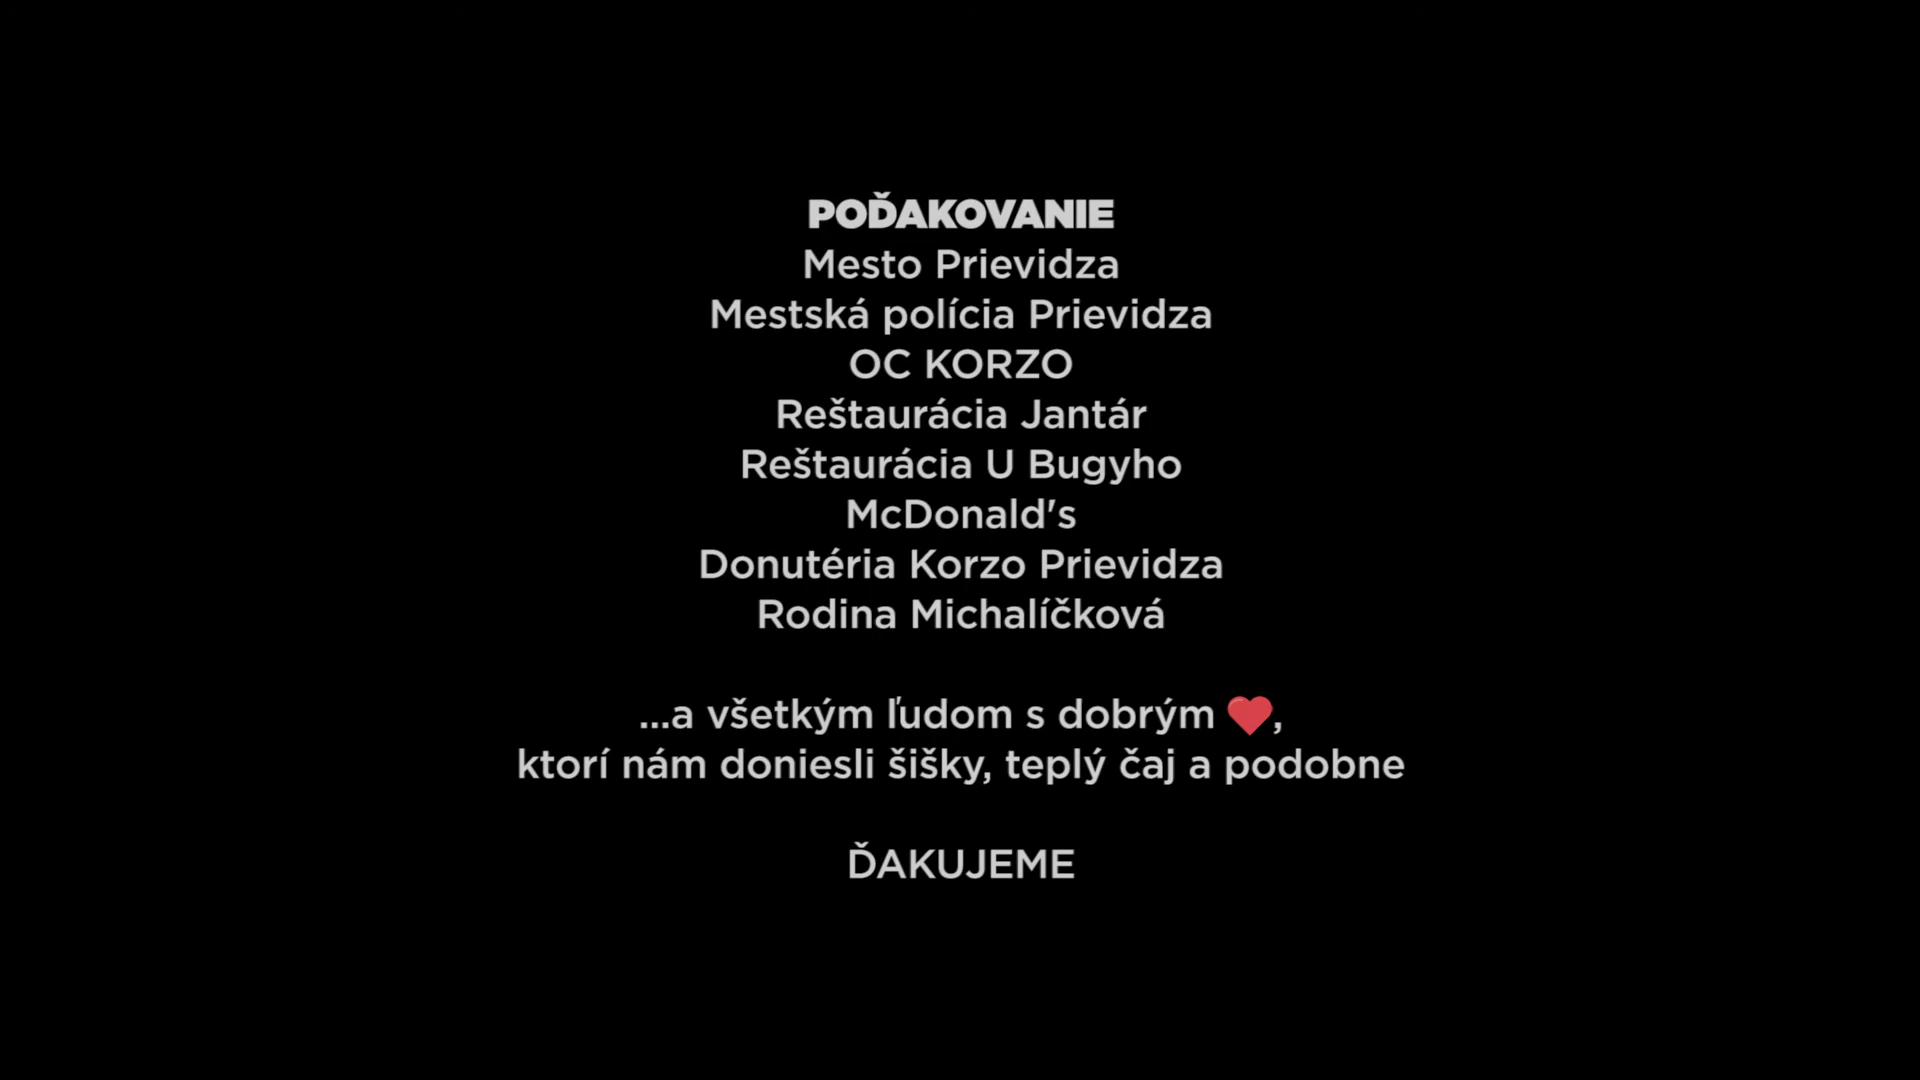 POĎAKOVANIE
Mesto Prievidza
Mestská polícia Prievidza
OC KORZO
Reštaurácia Jantár
Reštaurácia U Bugyho
McDonald's
Donutéria Korzo Prievidza
Rodina Michalíčková
...a všetkým ľudom s dobrým ❤️,
ktorí nám doniesli šišky, teplý čaj a podobne
ĎAKUJEME